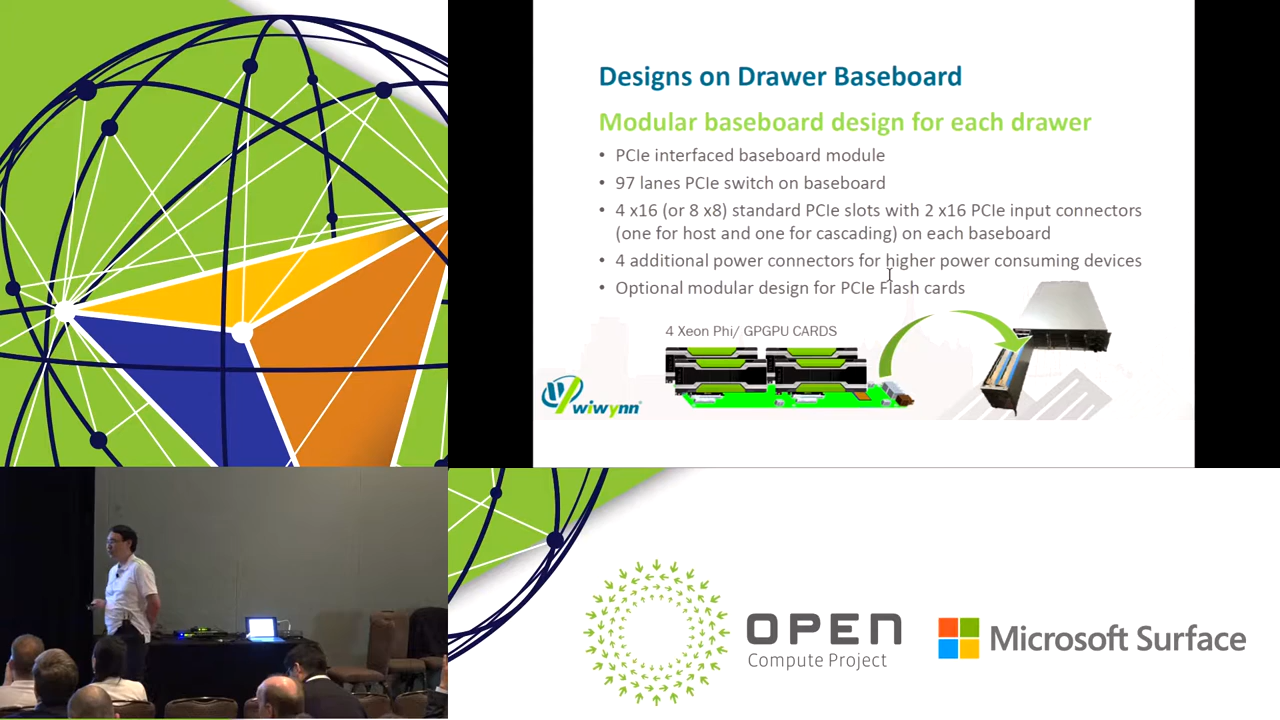 Designs on Drawer Baseboard
Modular baseboard design for each drawer
• PCIe interfaced baseboard module
• 97 lanes PCIe switch on baseboard
• 4 x16 (or 8 x8) standard PCIe slots with 2 x16 PCIe input connectors
(one for host and one for cascading) on each baseboard
• 4 additional power connectors for higher power consuming devices
• Optional modular design for PCIe Flash cards
4 Xeon Phi/ GPGPU CARDS
wiwynn®
OPEN
Compute Project
Microsoft Surface